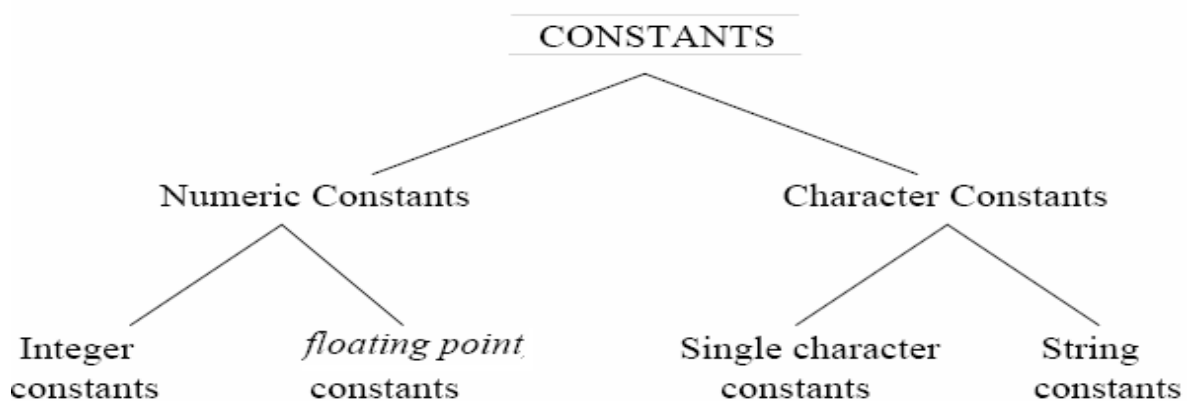 CONSTANTS
Numeric Constants
Character Constants
Integer
constants
floating point
constants
Single character
constants
String
constants